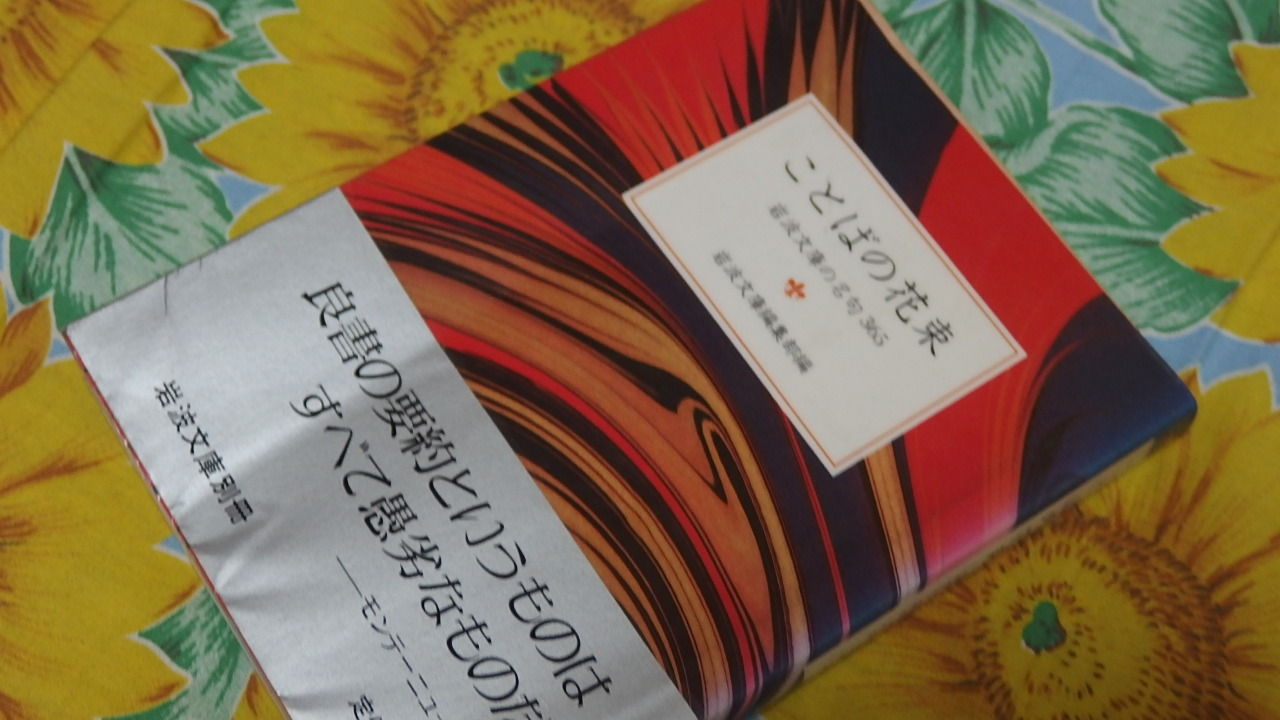 ことばの花束
岩波文庫の名句365
岩波文庫編集部編
良書の要約というものは
すべて愚劣なものだ
——モンテーニュ
岩波文庫別冊
定